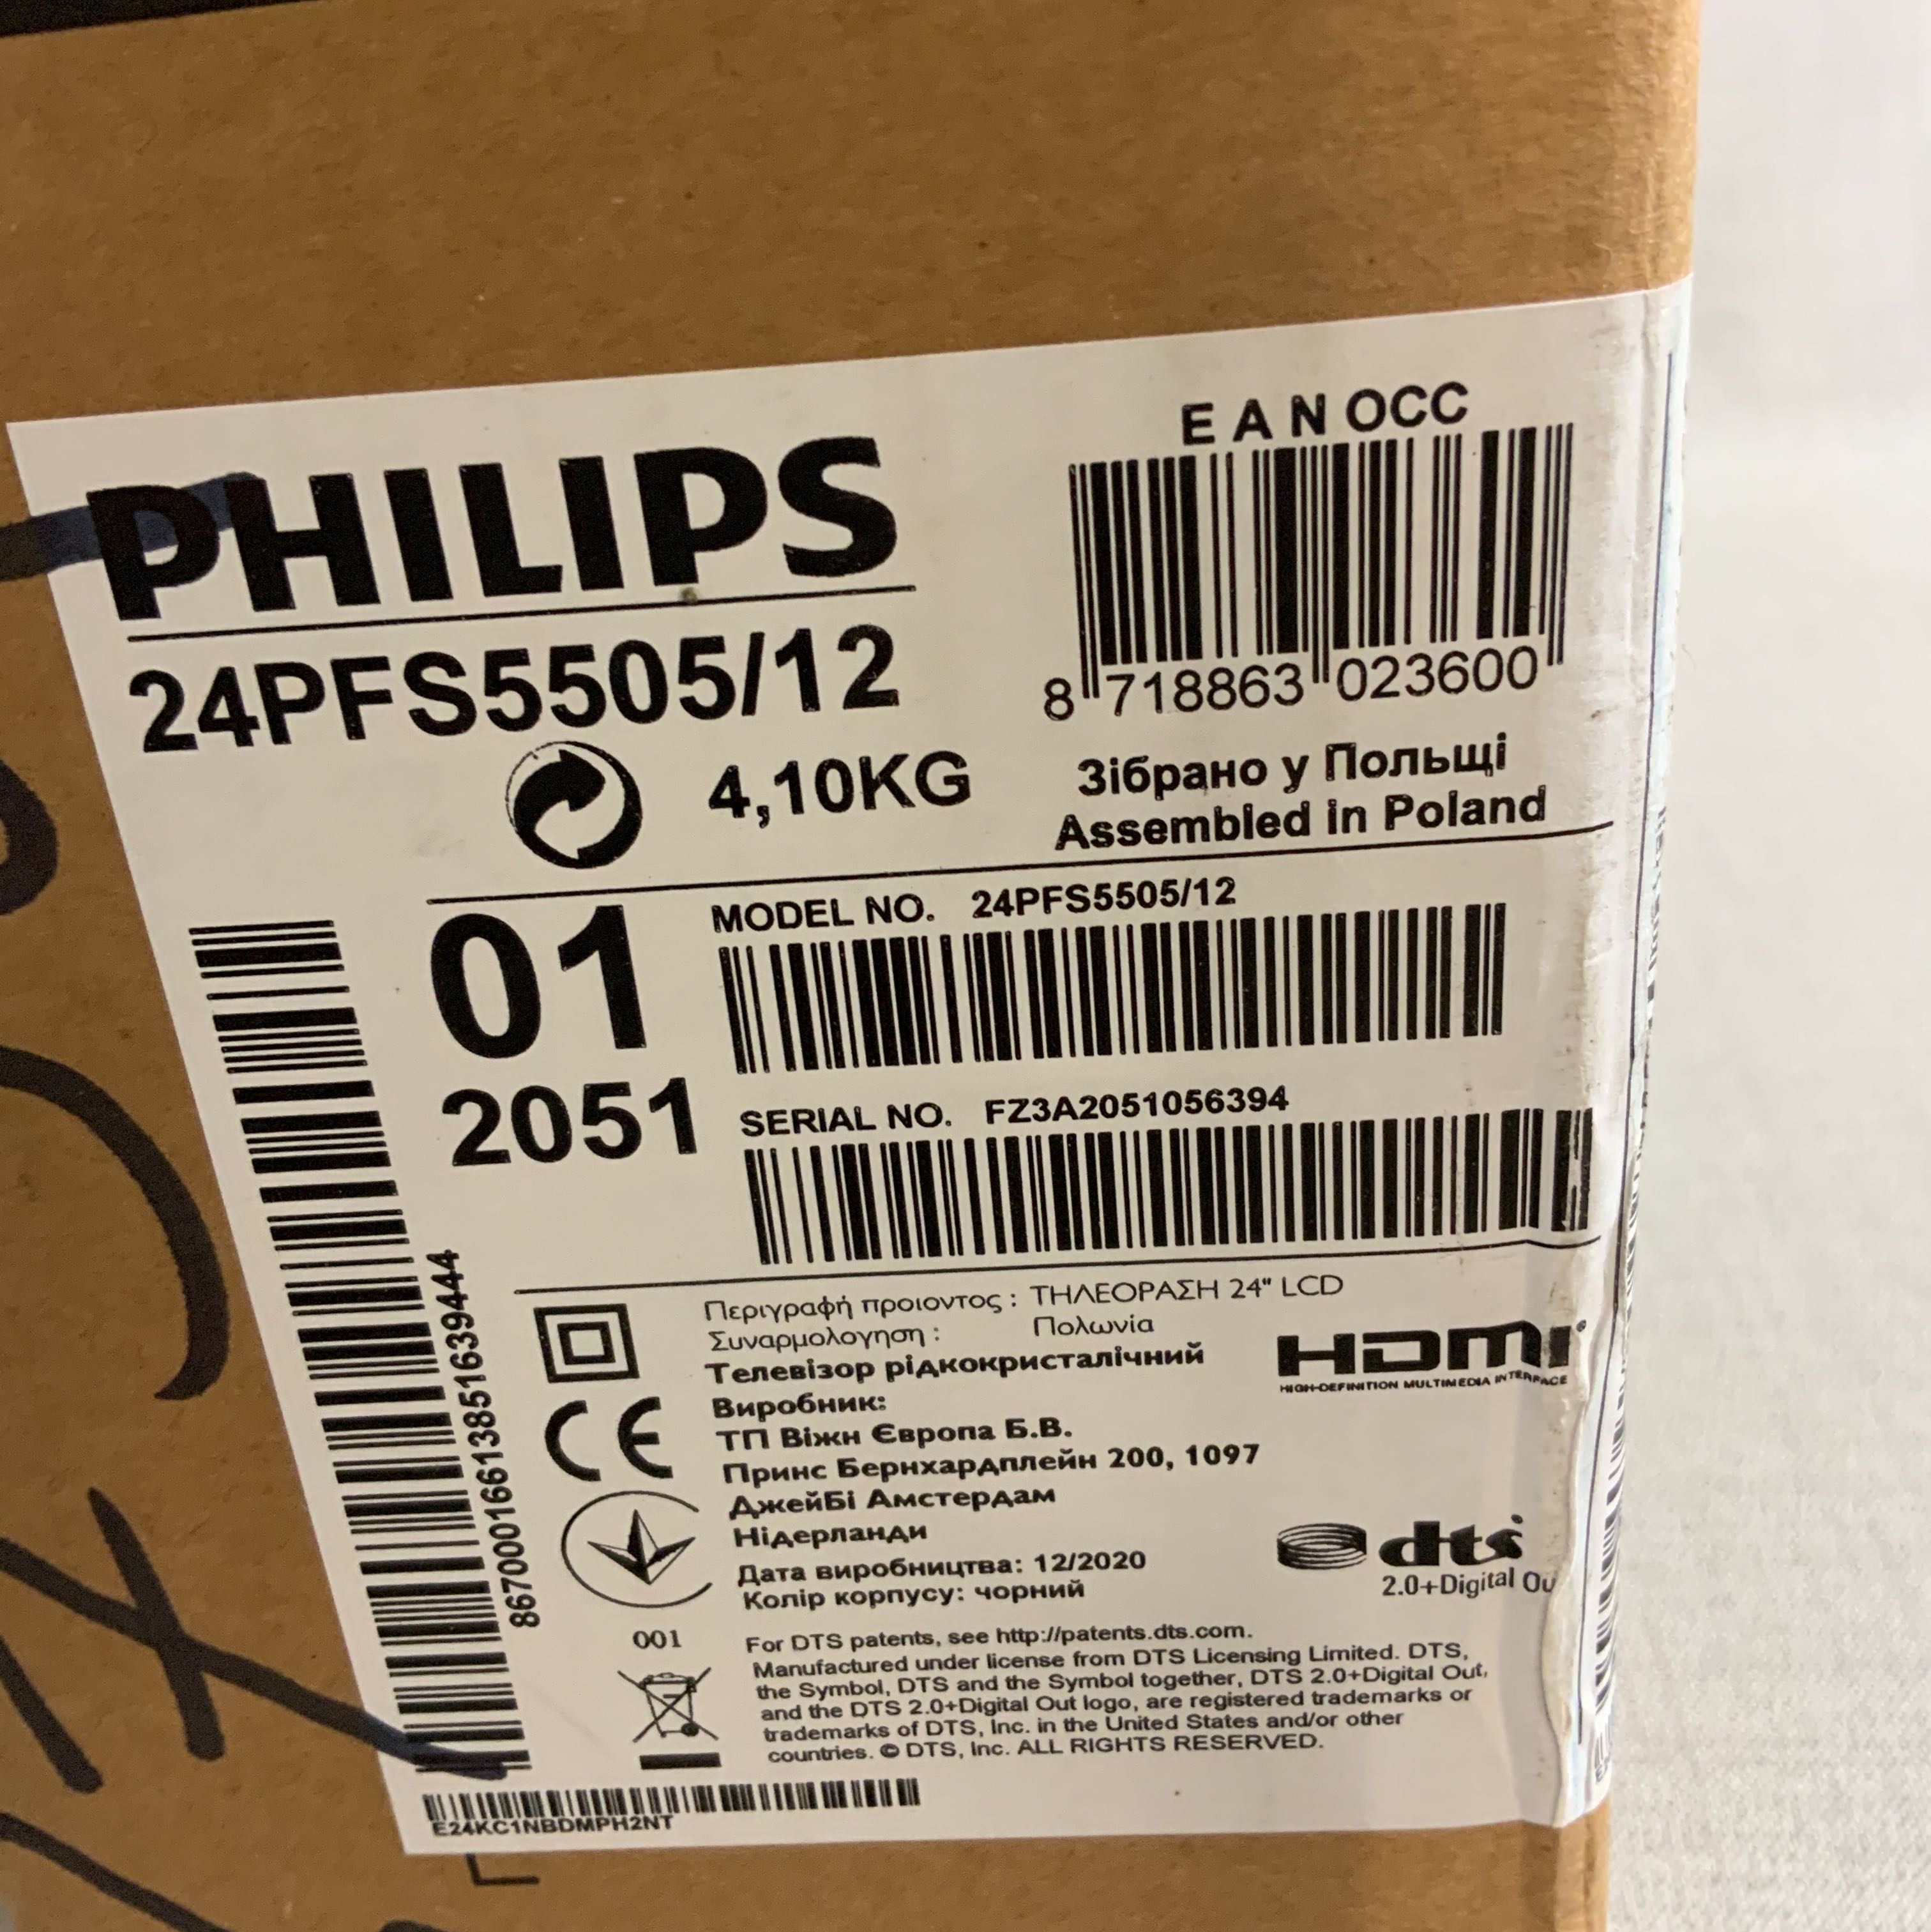 PHILIPS
24PFS5505/12
4,10KG
E A N OCC
8 718863 023600
Зібрано у Польщі
Assembled in Poland
01
2051
MODEL NO. 24PFS5505/12
SERIAL NO. FZ3A2051056394
86700016613851639444
Περιγραφή προιοντος : ΤΗΛΕΟΡΑΣΗ 24" LCD
Συναρμολογηση : Πολωνία
Телевізор рідкокристалічний
Виробник:
ТП Віжн Європа Б.В.
Принс Бернхардплейн 200, 1097
ДжейБі Амстердам
Нідерланди
Дата виробництва: 12/2020
Колір корпусу: чорний
HDMI
HIGH-DEFINITION MULTIMEDIA INTERFACE
CE
dts
2.0+Digital Ou
001
For DTS patents, see http://patents.dts.com.
Manufactured under license from DTS Licensing Limited. DTS,
the Symbol, DTS and the Symbol together, DTS 2.0+Digital Out,
and the DTS 2.0+Digital Out logo, are registered trademarks or
trademarks of DTS, Inc. in the United States and/or other
countries. © DTS, Inc. ALL RIGHTS RESERVED.
E24KC1NBDMPH2NT